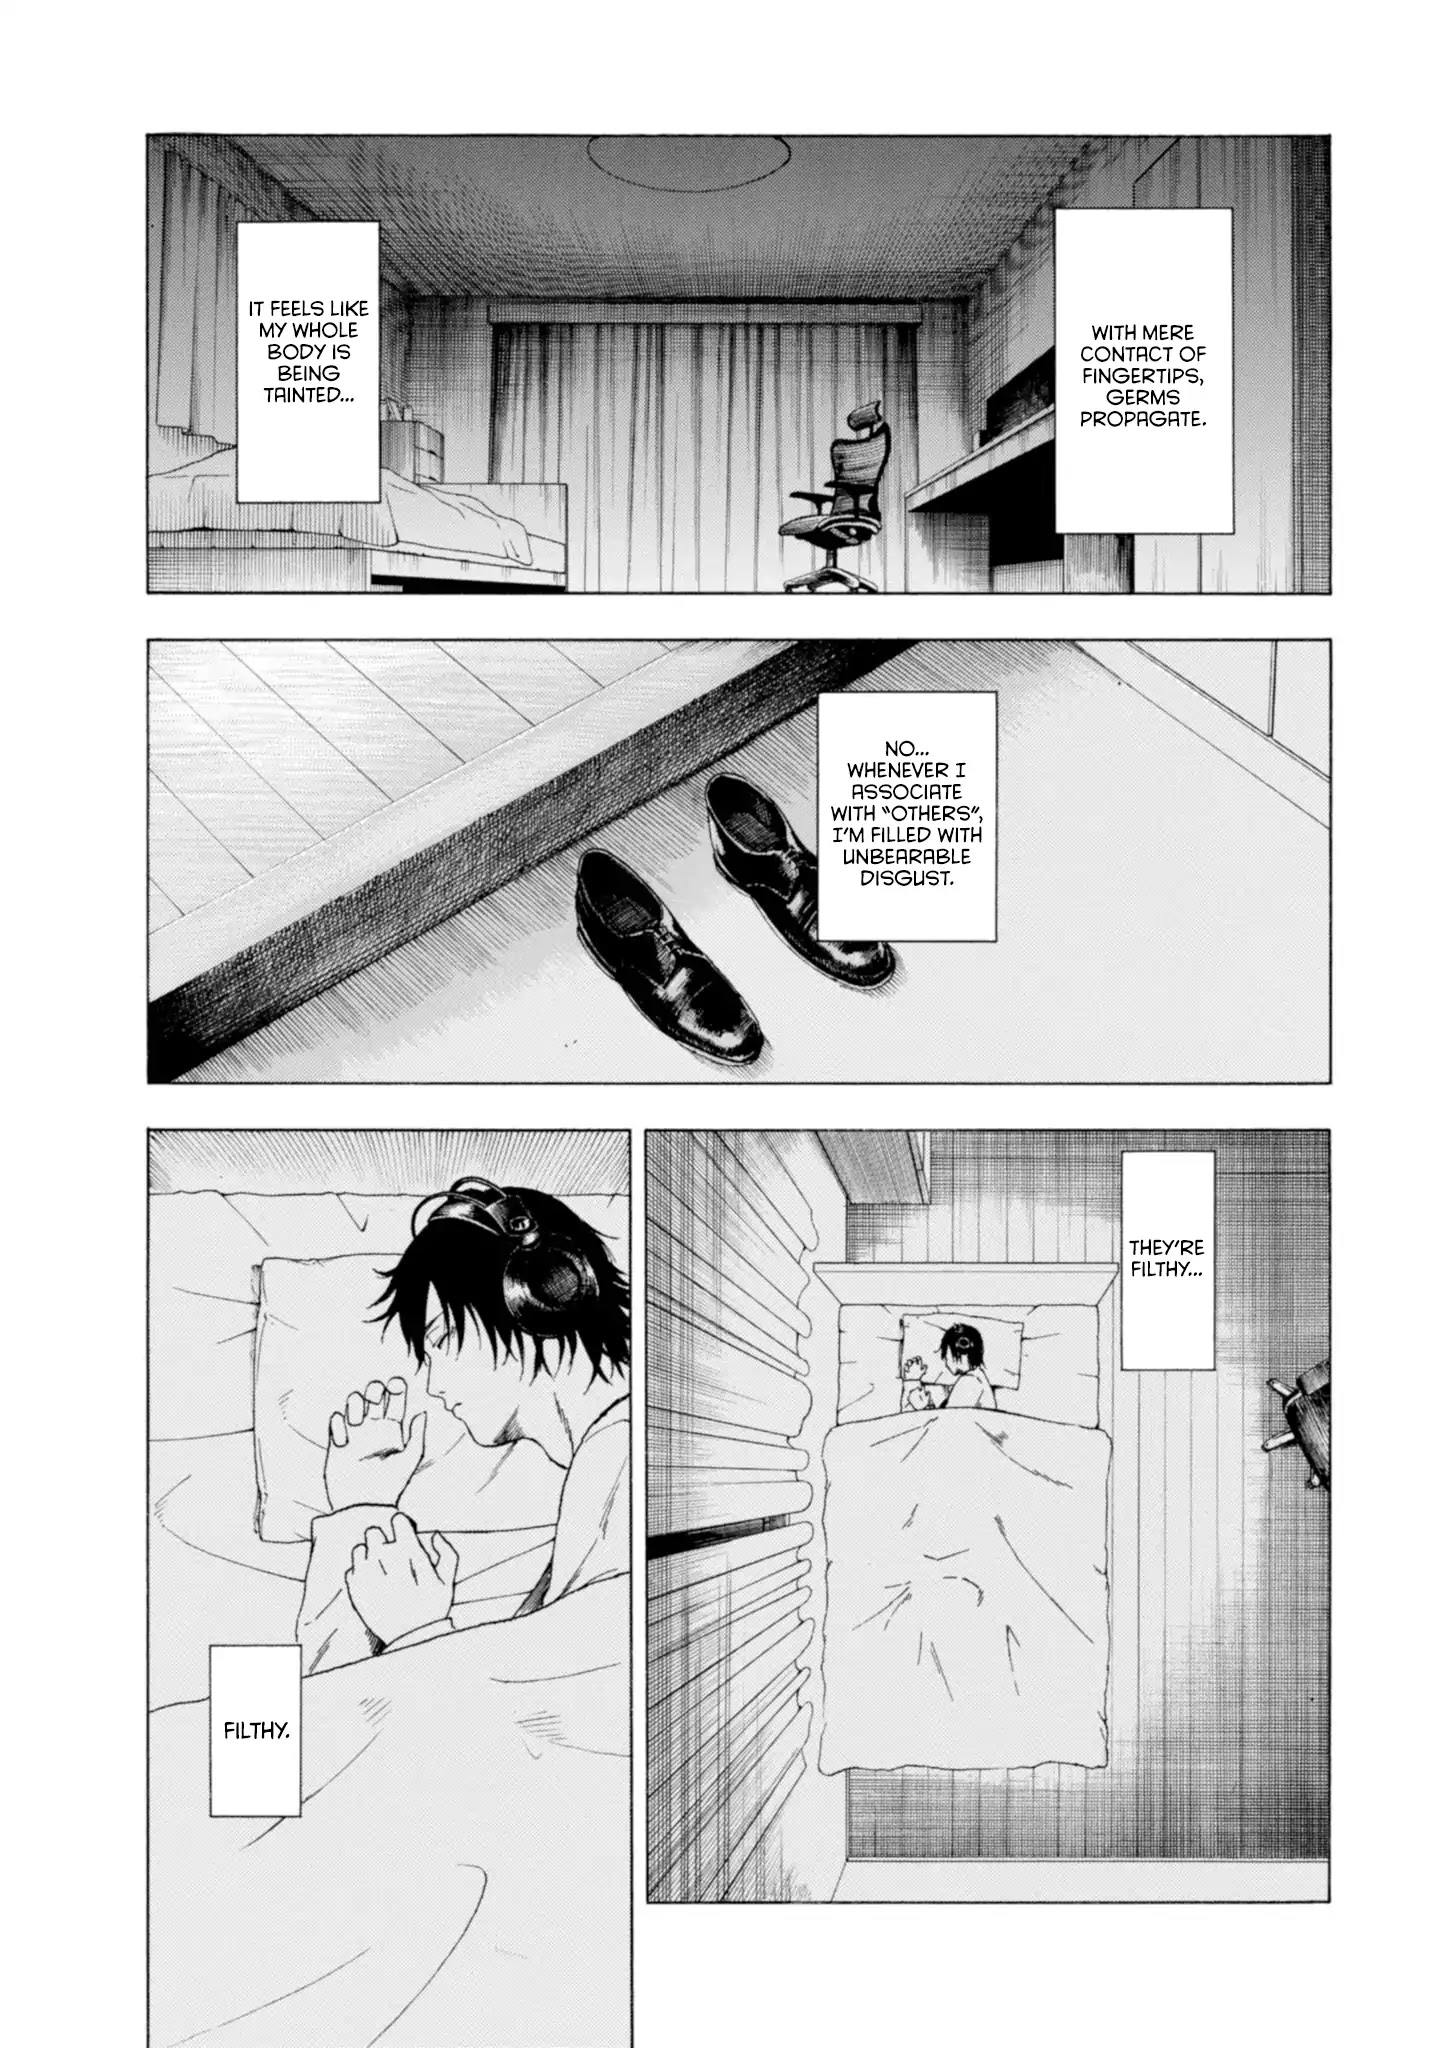 WITH MERE
CONTACT OF
FINGERTIPS,
GERMS
PROPAGATE.
IT FEELS LIKE
MY WHOLE
BODY IS
BEING
TAINTED...
NO...
WHENEVER I
ASSOCIATE
WITH "OTHERS",
I'M FILLED WITH
UNBEARABLE
DISGUST.
THEY'RE
FILTHY...
FILTHY.